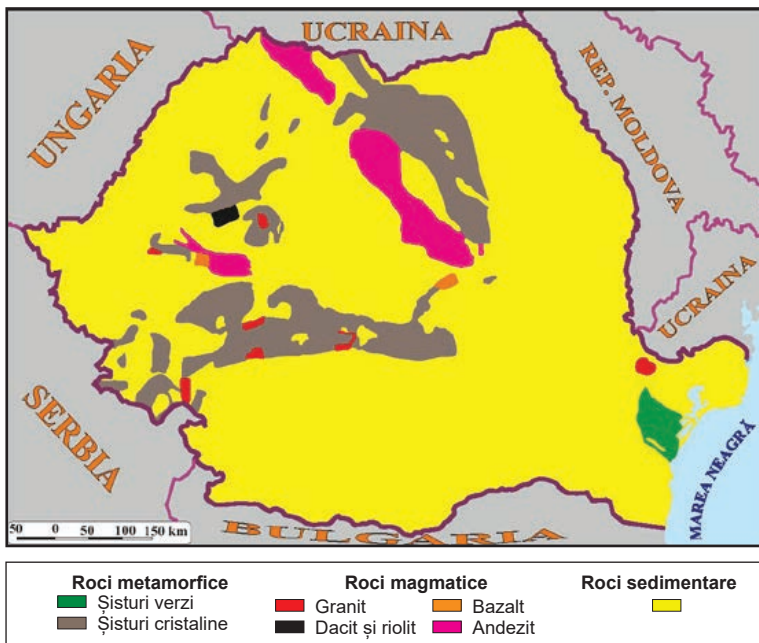 UCRAINA
UNGARIA
REP. MOLDOVA
UCRAINA
SERBIA
MAREA NEAGRĂ
BULGARIA
50 0 50 100 150 km
Roci metamorfice
Șisturi verzi
Șisturi cristaline
Roci magmatice
Granit
Bazalt
Dacit și riolit
Andezit
Roci sedimentare